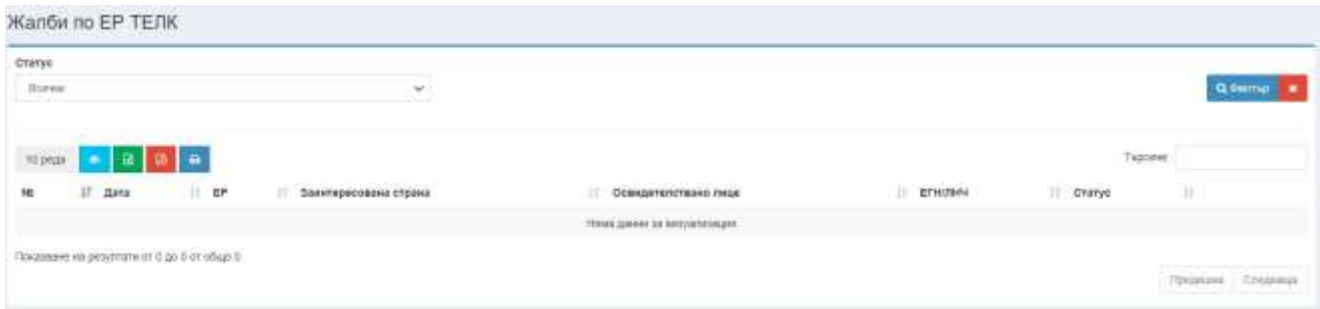 Жалби по ЕР ТЕЛК
Статус
Всички
Филтър
10 реда
Търсене
№ Дата ЕР Заинтересована страна Освидетелствано лице ЕГН/ЛНЧ Статус
Няма данни за визуализация
Показване на резултати от 0 до 0 от общо 0
Предишна Следваща